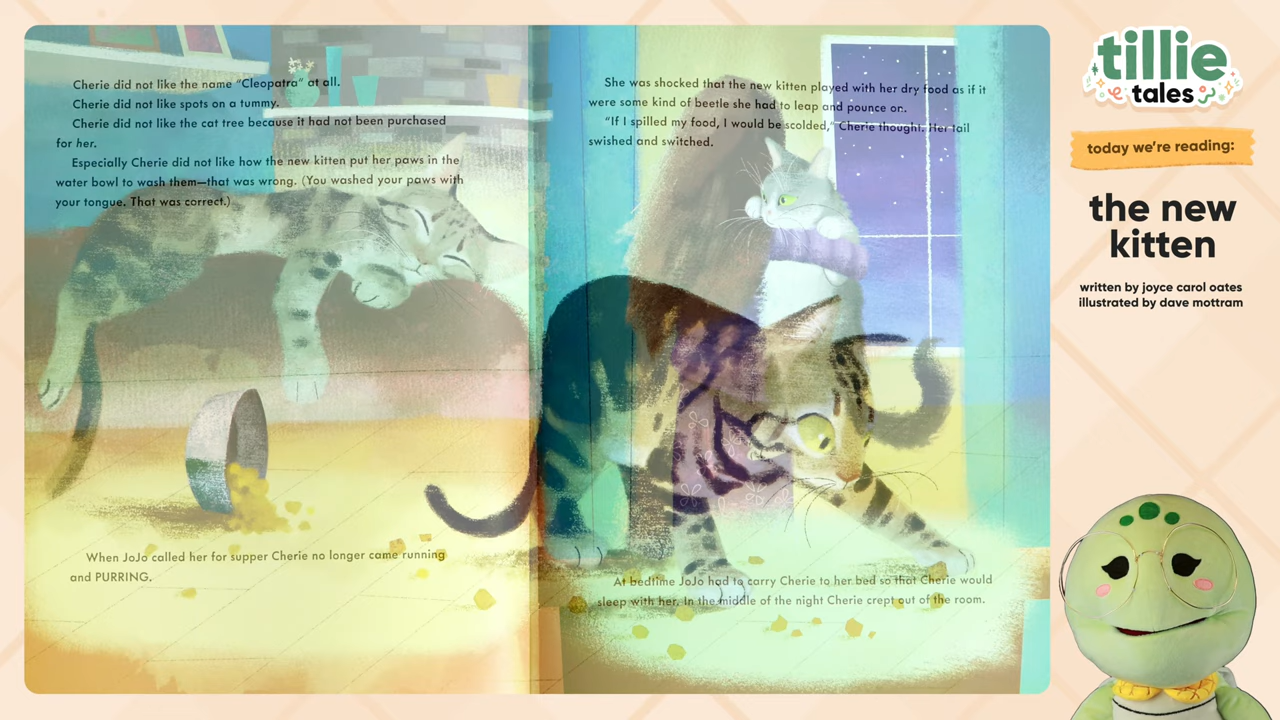 Cherie did not like the name "Cleopatra" at all.
Cherie did not like spots on a tummy.
Cherie did not like the cat tree because it had not been purchased
for her.
Especially Cherie did not like how the new kitten put her paws in the
water bowl to wash them—that was wrong. (You washed your paws with
your tongue. That was correct.)
When JoJo called her for supper Cherie no longer came running
and PURRING.
She was shocked that the new kitten played with her dry food as if it
were some kind of beetle she had to leap and pounce on.
"If I spilled my food, I would be scolded," Cherie thought. Her tail
swished and switched.
At bedtime JoJo had to carry Cherie to her bed so that Cherie would
sleep with her. In the middle of the night Cherie crept out of the room.
tillie
tales
today we're reading:
the new
kitten
written by joyce carol oates
illustrated by dave mottram